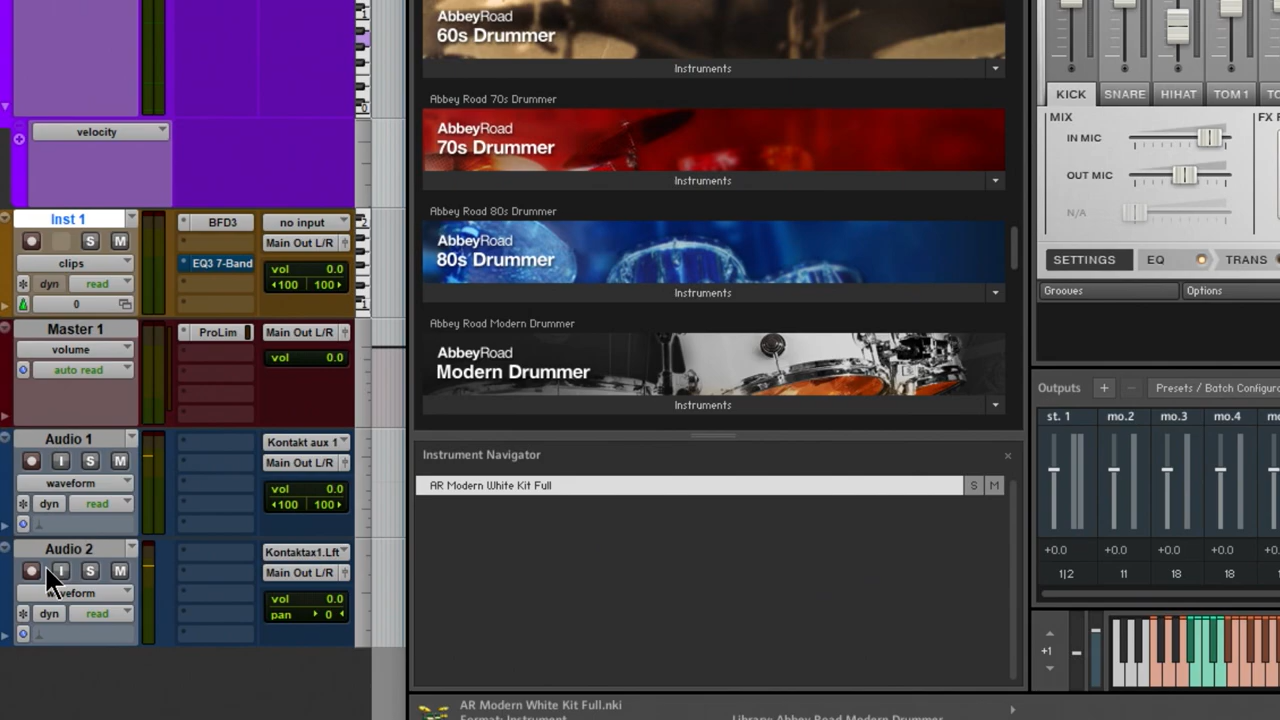 velocity
Inst 1
S M
clips
dyn read
0
BFD3
EQ3 7-Band
no input
Main Out L/R
vol 0.0
100 100
Master 1
volume
auto read
ProLim
Main Out L/R
vol 0.0
Audio 1
I S M
waveform
dyn read
Kontakt aux 1
Main Out L/R
vol 0.0
100 100
Audio 2
I S M
dyn read
Kontaktax1.Lft
Main Out L/R
vol 0.0
pan 0
AbbeyRoad
60s Drummer
Instruments
Abbey Road 70s Drummer
AbbeyRoad
70s Drummer
Instruments
Abbey Road 80s Drummer
AbbeyRoad
80s Drummer
Instruments
Abbey Road Modern Drummer
AbbeyRoad
Modern Drummer
Instruments
Instrument Navigator ×
AR Modern White Kit Full S M
AR Modern White Kit Full.nki
KICK SNARE HIHAT TOM 1
MIX
IN MIC
OUT MIC
N/A
SETTINGS EQ TRANS
Grooves Options
Outputs + − Presets / Batch
st. 1 mo.2 mo.3 mo.4
+0.0 +0.0 +0.0 +0.0
1|2 11 18 18
+1